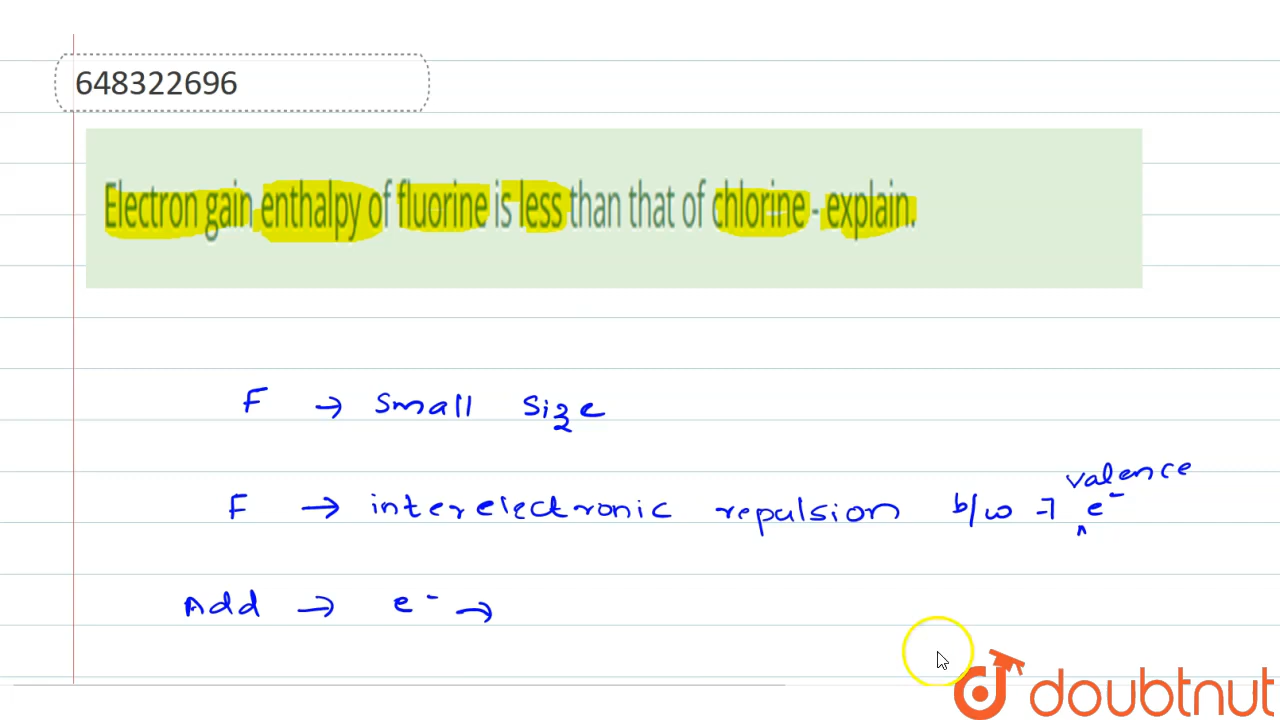 648322696
Electron gain enthalpy of fluorine is less than that of chlorine - explain.
F → small size
valence
F → interelectronic repulsion b/w → 7 e⁻
Add → e⁻ →
doubtnut